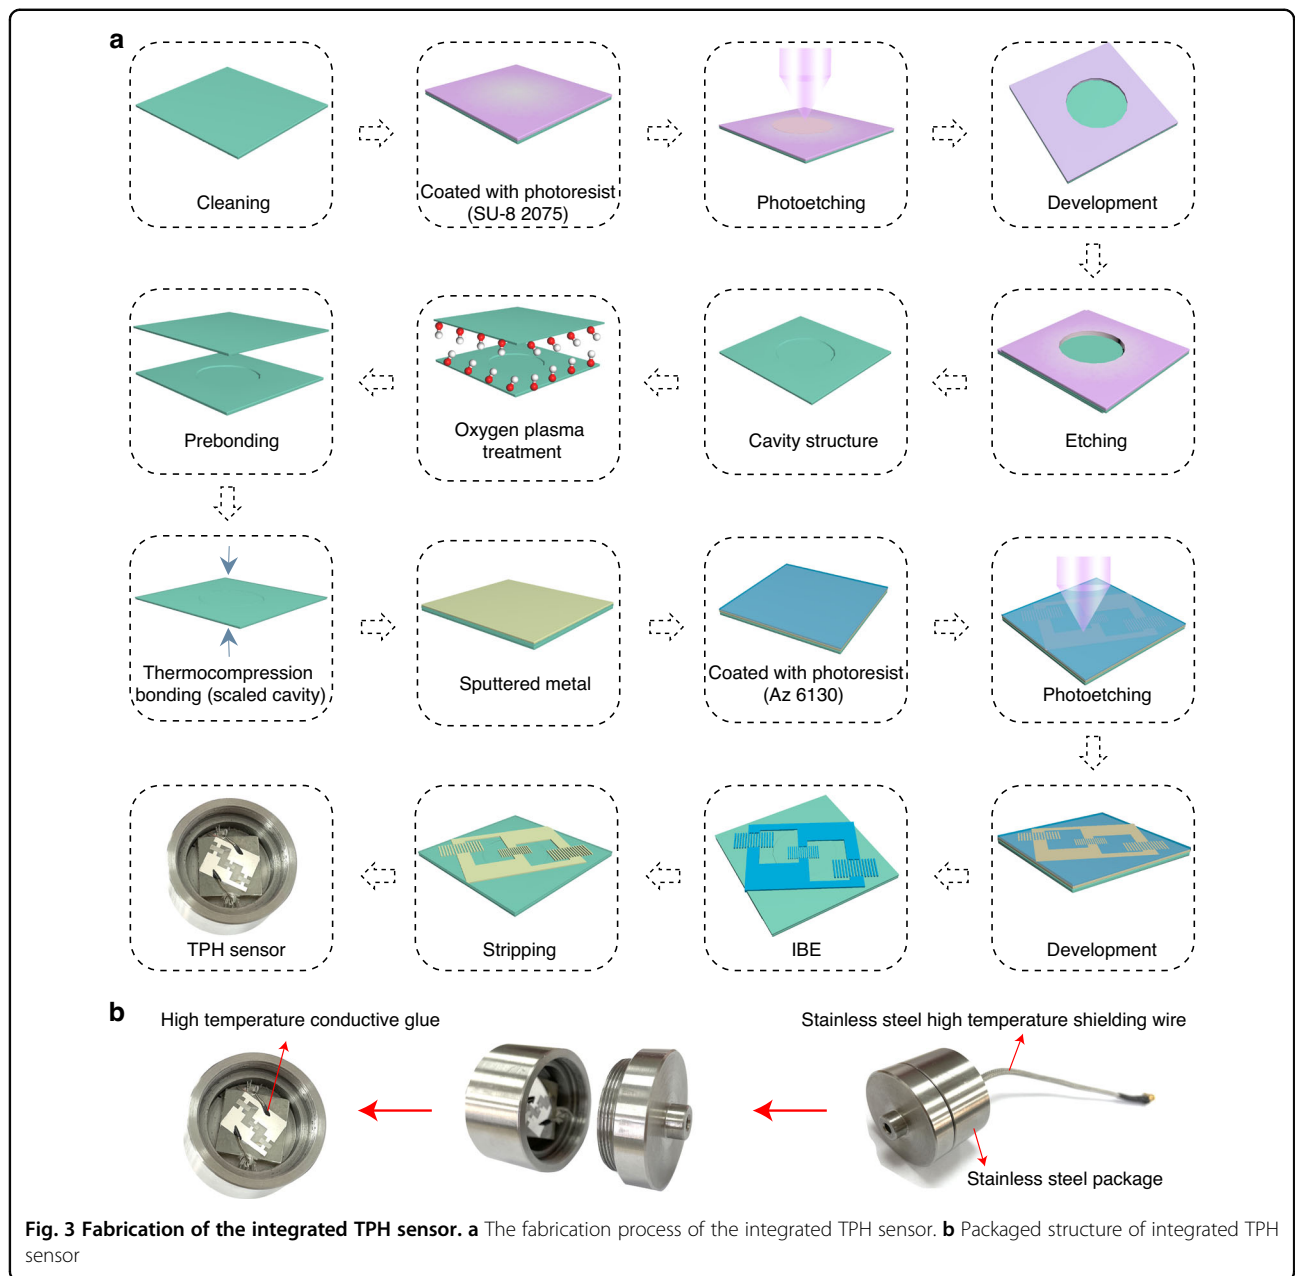 a
Cleaning
Coated with photoresist
(SU-8 2075)
Photoetching
Development
Prebonding
Oxygen plasma
treatment
Cavity structure
Etching
Thermocompression
bonding (scaled cavity)
Sputtered metal
Coated with photoresist
(Az 6130)
Photoetching
TPH sensor
Stripping
IBE
Development
b
High temperature conductive glue
Stainless steel high temperature shielding wire
Stainless steel package
Fig. 3 Fabrication of the integrated TPH sensor. a The fabrication process of the integrated TPH sensor. b Packaged structure of integrated TPH
sensor